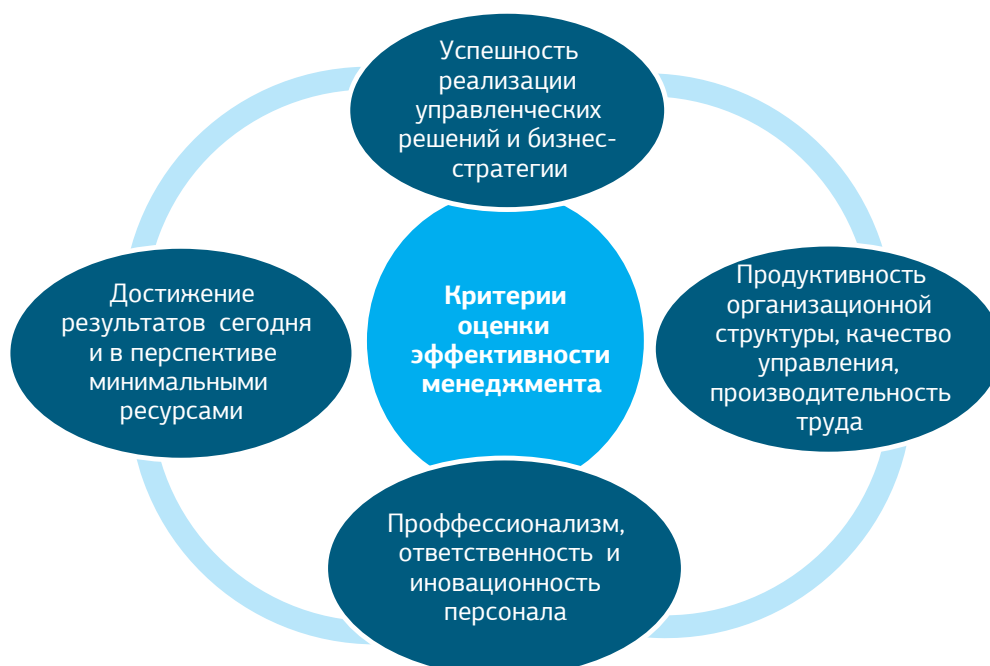 Успешность
реализации
управленческих
решений и бизнес-
стратегии
Достижение
результатов сегодня
и в перспективе
минимальными
ресурсами
Критерии
оценки
эффективности
менеджмента
Продуктивность
организационной
структуры, качество
управления,
производительность
труда
Проффессионализм,
ответственность и
иновационность
персонала